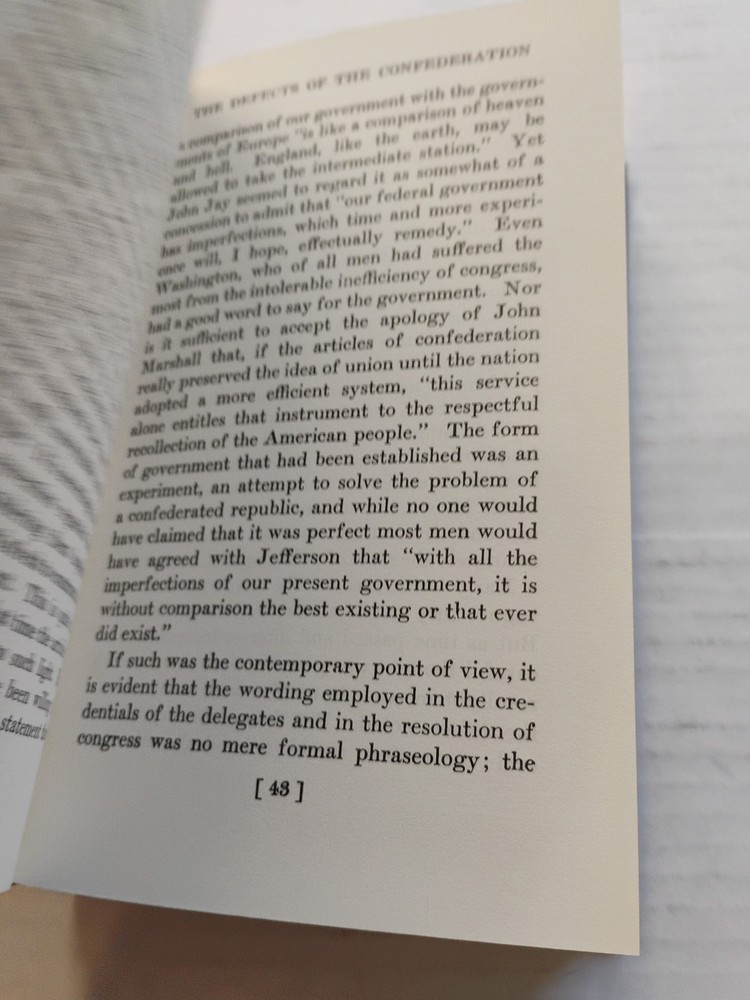 THE DEFECTS OF THE CONFEDERATION
a comparison of our government with the govern-
ments of Europe "is like a comparison of heaven
and hell. England, like the earth, may be
allowed to take the intermediate station." Yet
John Jay seemed to regard it as somewhat of a
concession to admit that "our federal government
has imperfections, which time and more experi-
ence will, I hope, effectually remedy." Even
Washington, who of all men had suffered the
most from the intolerable inefficiency of congress,
had a good word to say for the government. Nor
is it sufficient to accept the apology of John
Marshall that, if the articles of confederation
really preserved the idea of union until the nation
adopted a more efficient system, "this service
alone entitles that instrument to the respectful
recollection of the American people." The form
of government that had been established was an
experiment, an attempt to solve the problem of
a confederated republic, and while no one would
have claimed that it was perfect most men would
have agreed with Jefferson that "with all the
imperfections of our present government, it is
without comparison the best existing or that ever
did exist."
If such was the contemporary point of view, it
is evident that the wording employed in the cre-
dentials of the delegates and in the resolution of
congress was no mere formal phraseology; the
[ 43 ]
such light
been
statement